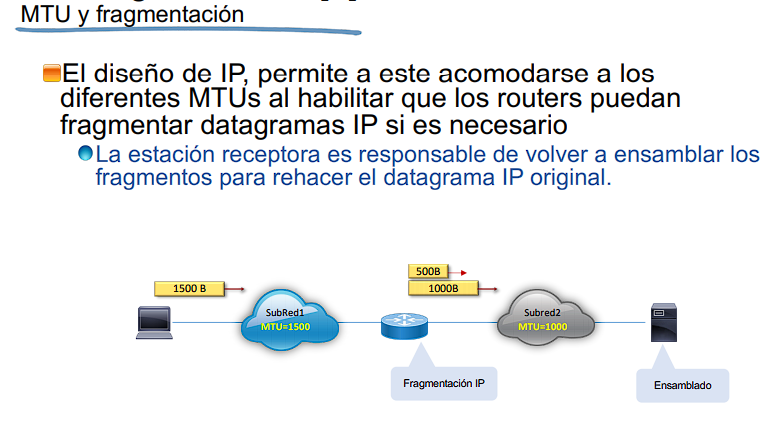 MTU y fragmentación
El diseño de IP, permite a este acomodarse a los
diferentes MTUs al habilitar que los routers puedan
fragmentar datagramas IP si es necesario
La estación receptora es responsable de volver a ensamblar los
fragmentos para rehacer el datagrama IP original.
500B
1500 B
1000B
SubRed1
MTU=1500
Subred2
MTU=1000
Fragmentación IP
Ensamblado